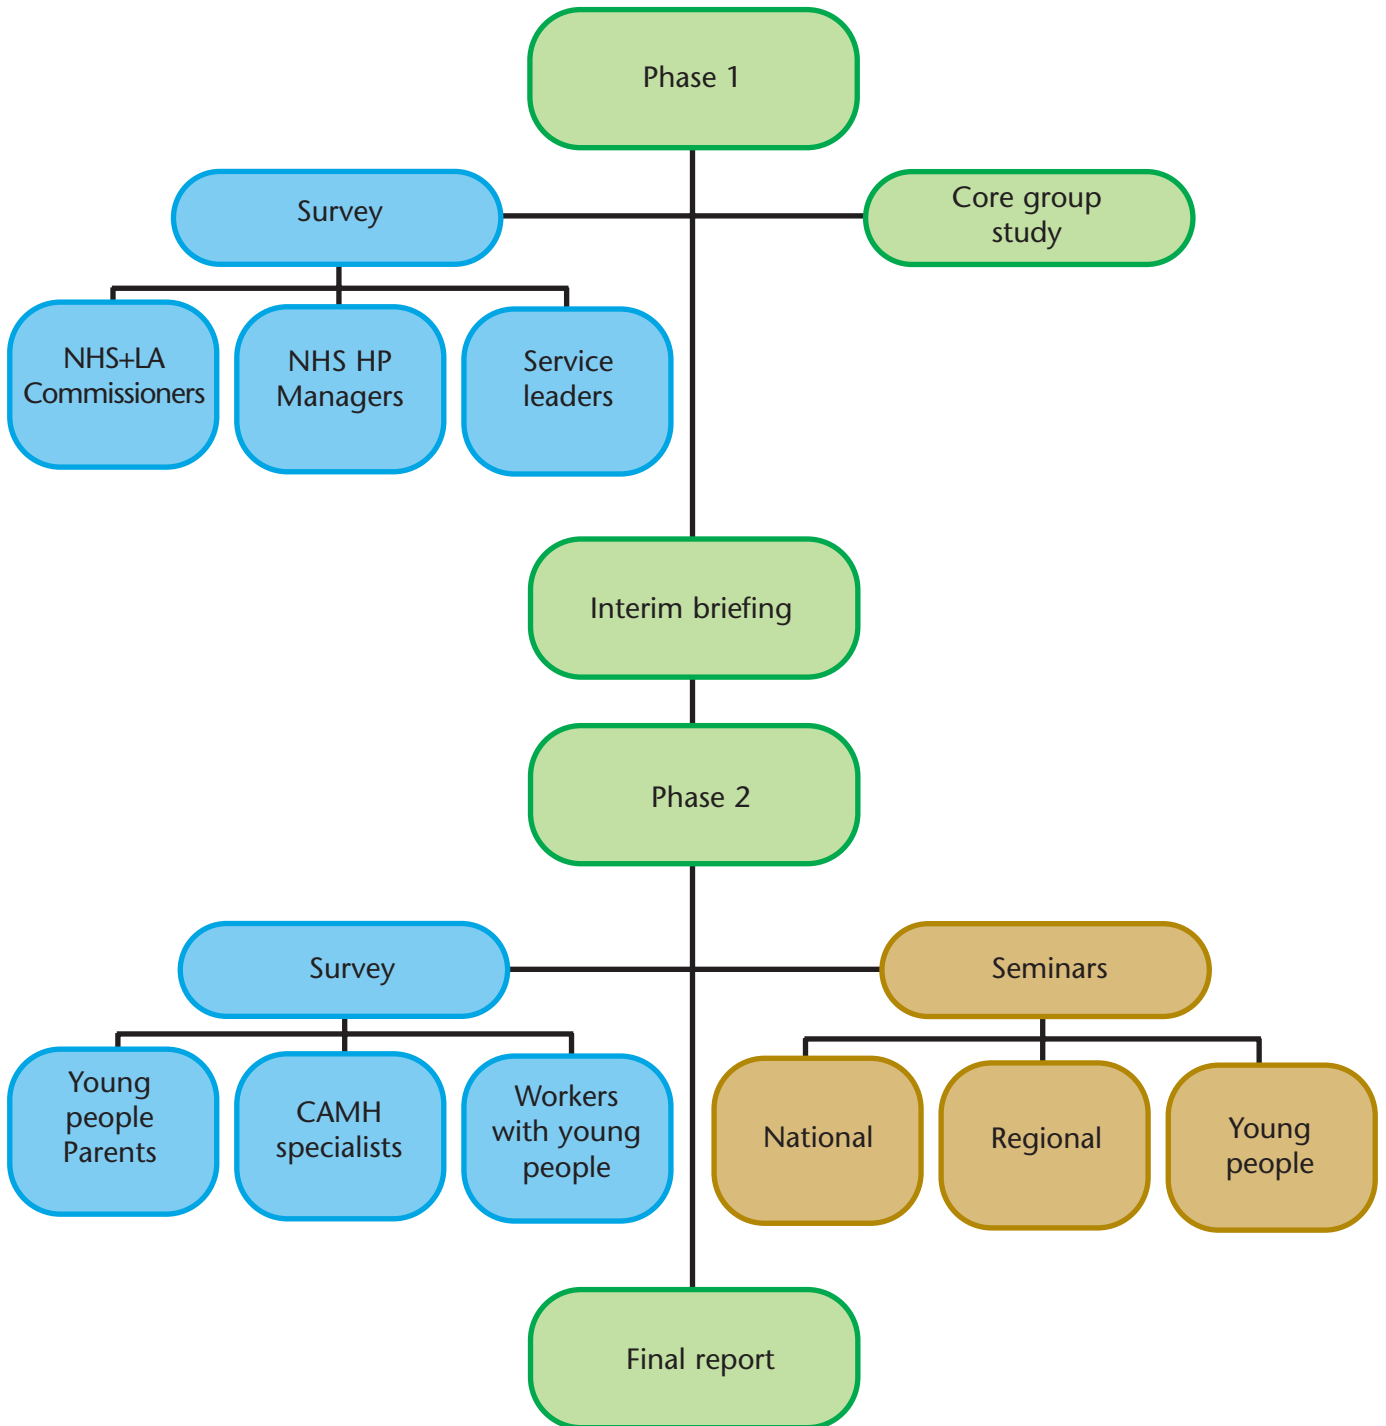 Phase 1
Survey
Core group
study
NHS+LA
Commissioners
NHS HP
Managers
Service
leaders
Interim briefing
Phase 2
Survey
Seminars
Young
people
Parents
CAMH
specialists
Workers
with young
people
National
Regional
Young
people
Final report